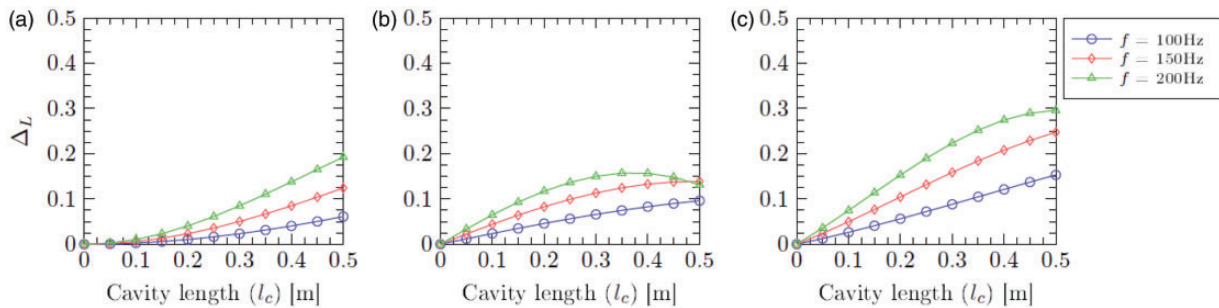 (a)
0.5
0.4
0.3
0.2
0.1
0
Δ_L
0 0.1 0.2 0.3 0.4 0.5
Cavity length (l_c) [m]
(b)
0.5
0.4
0.3
0.2
0.1
0
0 0.1 0.2 0.3 0.4 0.5
Cavity length (l_c) [m]
(c)
0.5
0.4
0.3
0.2
0.1
0
0 0.1 0.2 0.3 0.4 0.5
Cavity length (l_c) [m]
f = 100Hz
f = 150Hz
f = 200Hz